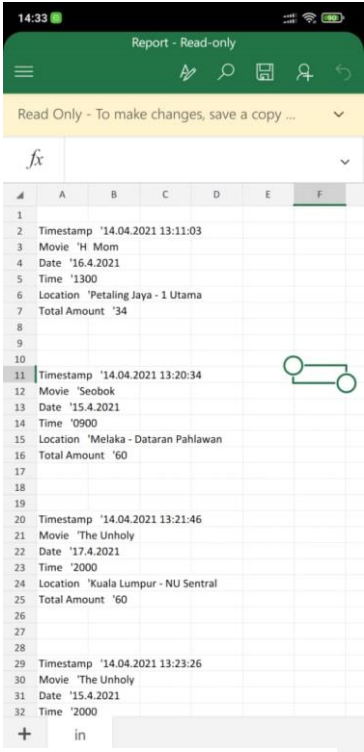 14:33 90
Report - Read-only
Read Only - To make changes, save a copy ...
fx
A B C D E F
1
2 Timestamp '14.04.2021 13:11:03
3 Movie 'H Mom
4 Date '16.4.2021
5 Time '1300
6 Location 'Petaling Jaya - 1 Utama
7 Total Amount '34
8
9
10
11 Timestamp '14.04.2021 13:20:34
12 Movie 'Seobok
13 Date '15.4.2021
14 Time '0900
15 Location 'Melaka - Dataran Pahlawan
16 Total Amount '60
17
18
19
20 Timestamp '14.04.2021 13:21:46
21 Movie 'The Unholy
22 Date '17.4.2021
23 Time '2000
24 Location 'Kuala Lumpur - NU Sentral
25 Total Amount '60
26
27
28
29 Timestamp '14.04.2021 13:23:26
30 Movie 'The Unholy
31 Date '15.4.2021
32 Time '2000
+ in